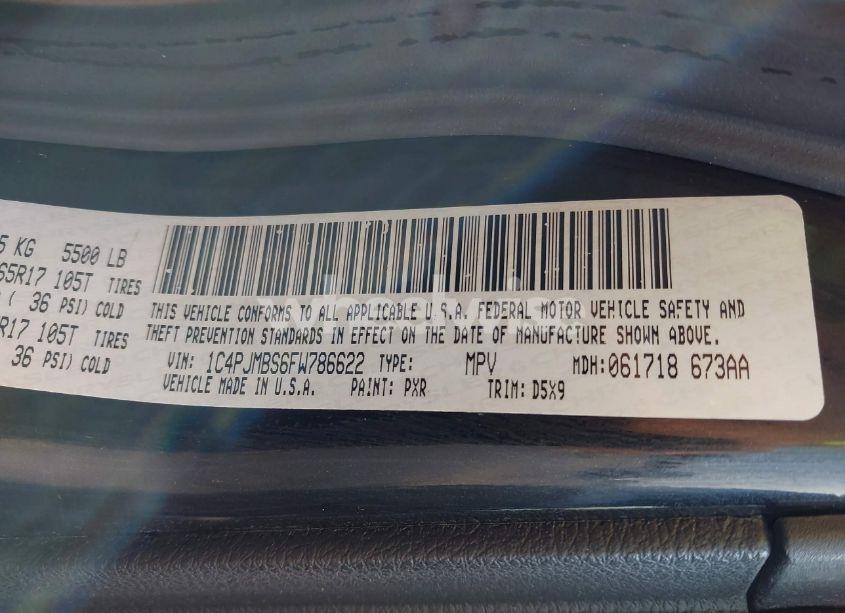 5 KG 5500 LB
65R17 105T TIRES
( 36 PSI) COLD
R17 105T TIRES
36 PSI) COLD
THIS VEHICLE CONFORMS TO ALL APPLICABLE U.S.A. FEDERAL MOTOR VEHICLE SAFETY AND
THEFT PREVENTION STANDARDS IN EFFECT ON THE DATE OF MANUFACTURE SHOWN ABOVE.
VIN: 1C4PJMBS6FW786622 TYPE: MPV MDH:061718 673AA
VEHICLE MADE IN U.S.A. PAINT: PXR TRIM: D5X9